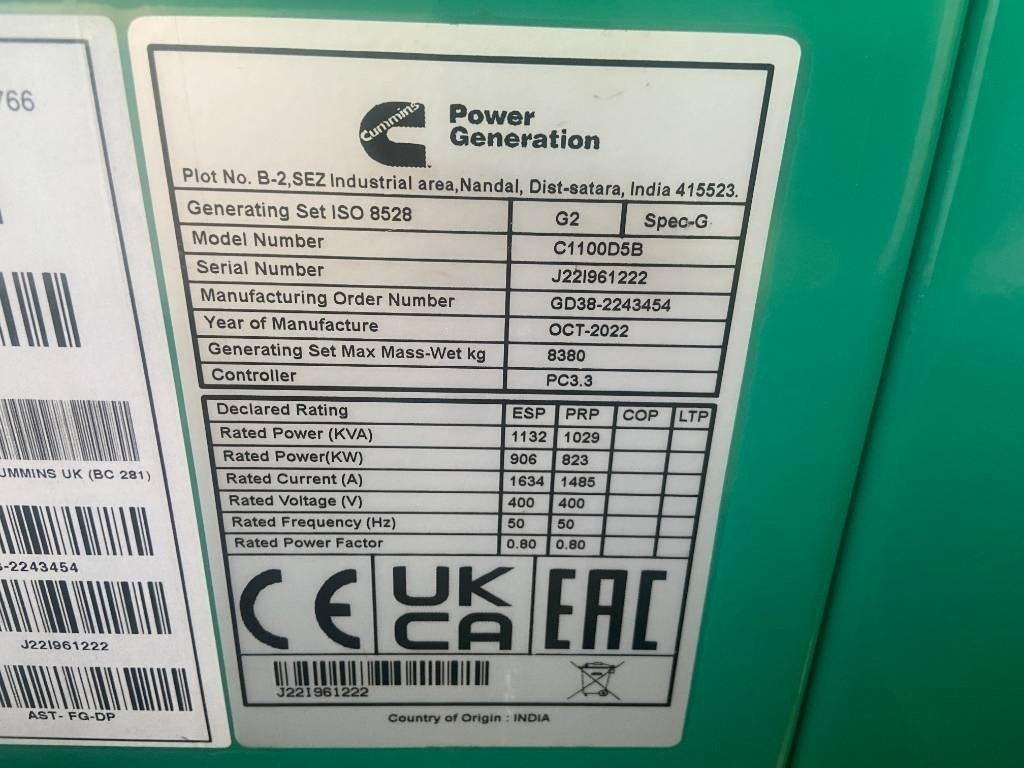 766
UMMINS UK (BC 281)
-2243454
J22I961222
AST- FG-DP
Cummins
Power
Generation
Plot No. B-2,SEZ Industrial area,Nandal, Dist-satara, India 415523.
Generating Set ISO 8528 G2 Spec-G
Model Number C1100D5B
Serial Number J22I961222
Manufacturing Order Number GD38-2243454
Year of Manufacture OCT-2022
Generating Set Max Mass-Wet kg 8380
Controller PC3.3
Declared Rating ESP PRP COP LTP
Rated Power (KVA) 1132 1029
Rated Power(KW) 906 823
Rated Current (A) 1634 1485
Rated Voltage (V) 400 400
Rated Frequency (Hz) 50 50
Rated Power Factor 0.80 0.80
CE UK CA EAC
J22I961222
Country of Origin : INDIA